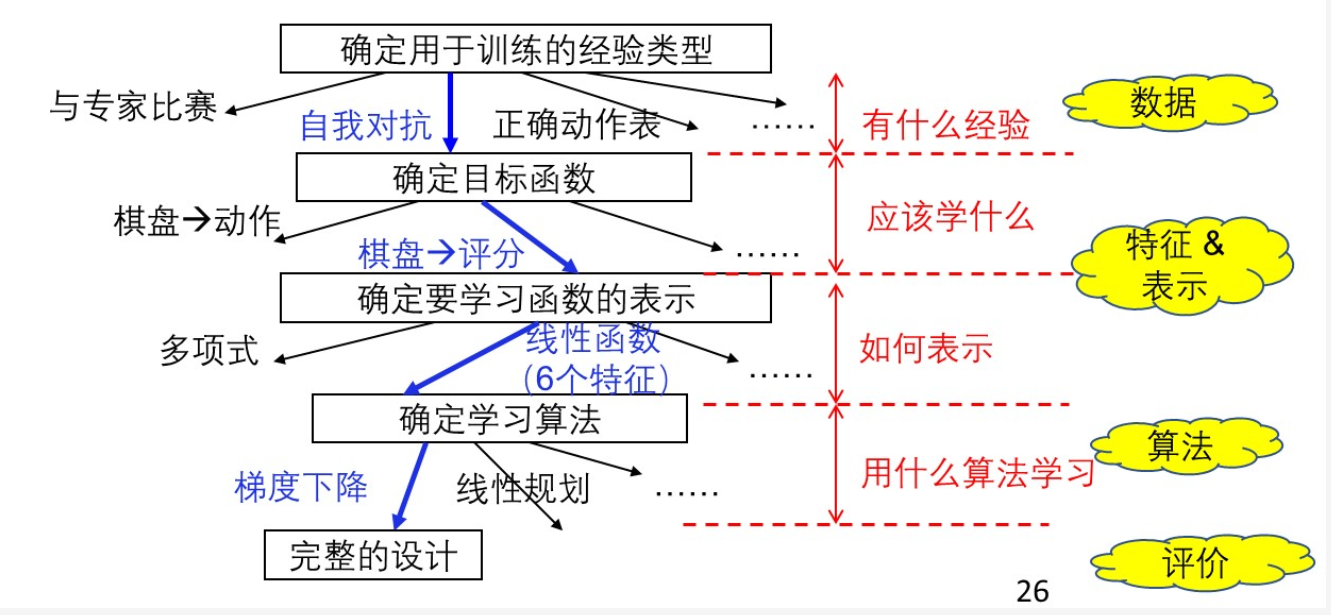 确定用于训练的经验类型
与专家比赛
自我对抗
正确动作表
……
有什么经验
数据
确定目标函数
棋盘→动作
棋盘→评分
……
应该学什么
特征 &
表示
确定要学习函数的表示
多项式
线性函数
（6个特征）
……
如何表示
确定学习算法
梯度下降
线性规划
……
用什么算法学习
算法
完整的设计
评价
26